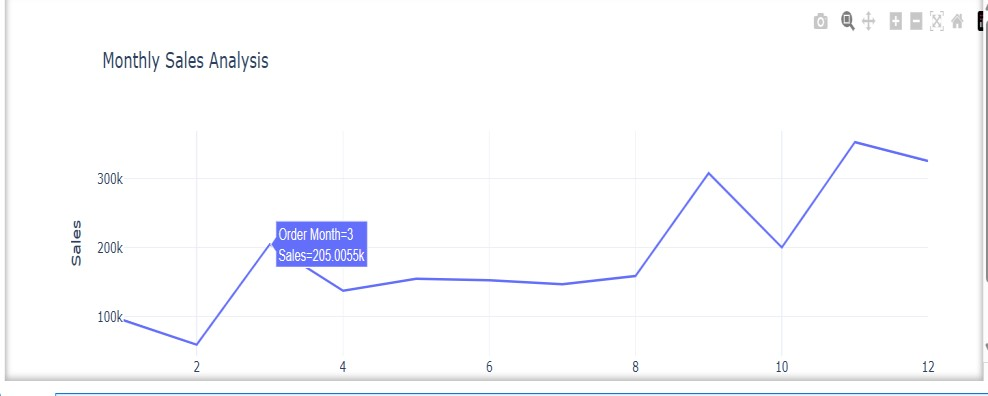 Monthly Sales Analysis
300k
Order Month=3
Sales=205.0055k
200k
100k
Sales
2
4
6
8
10
12